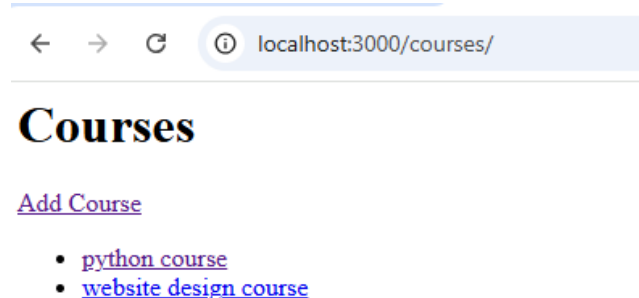 localhost:3000/courses/
Courses
Add Course
python course
website design course